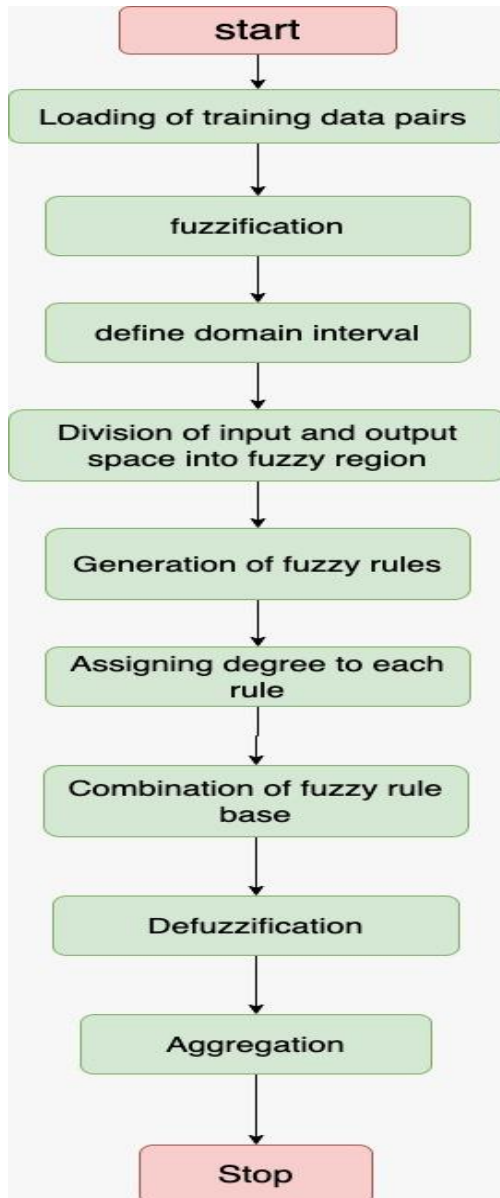 start
Loading of training data pairs
fuzzification
define domain interval
Division of input and output
space into fuzzy region
Generation of fuzzy rules
Assigning degree to each
rule
Combination of fuzzy rule
base
Defuzzification
Aggregation
Stop